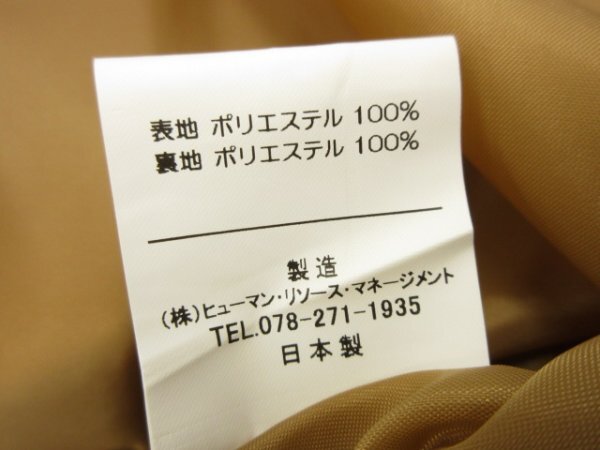 表地 ポリエステル 100%
裏地 ポリエステル 100%
製造
(株)ヒューマン・リソース・マネージメント
TEL.078-271-1935
日本製